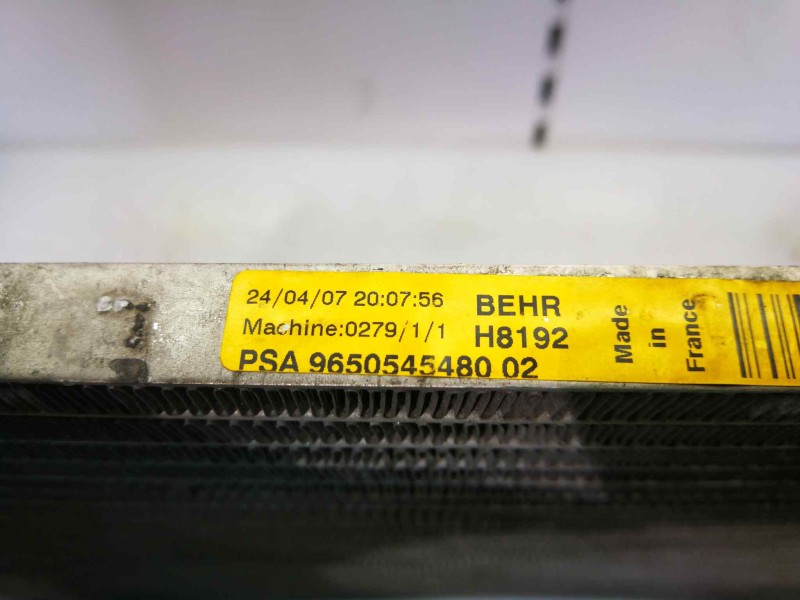 24/04/07 20:07:56
Machine:0279/1/1
PSA 9650545480 02
BEHR
H8192
Made
in
France